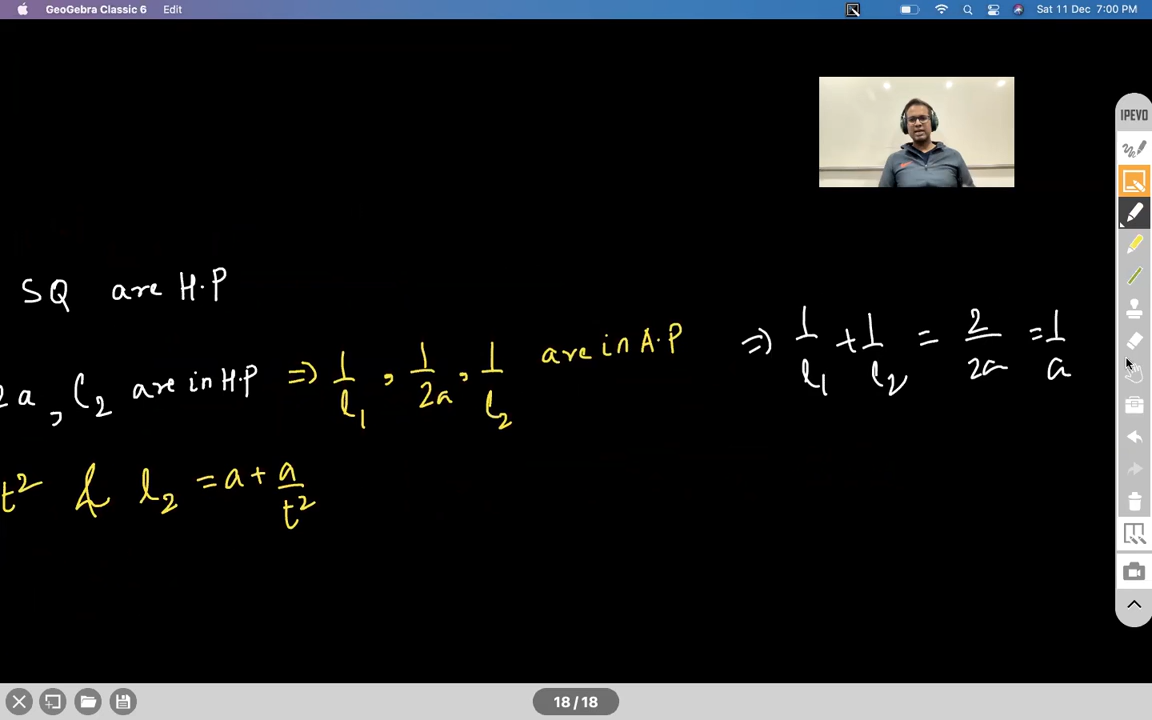 GeoGebra Classic 6 Edit Sat 11 Dec 7:00 PM
IPEVO
SQ are H.P
2a, l₂ are in H.P ⇒ 1/l₁, 1/2a, 1/l₂ are in A.P ⇒ 1/l₁ + 1/l₂ = 2/2a = 1/a
t² & l₂ = a + a/t²
18 / 18